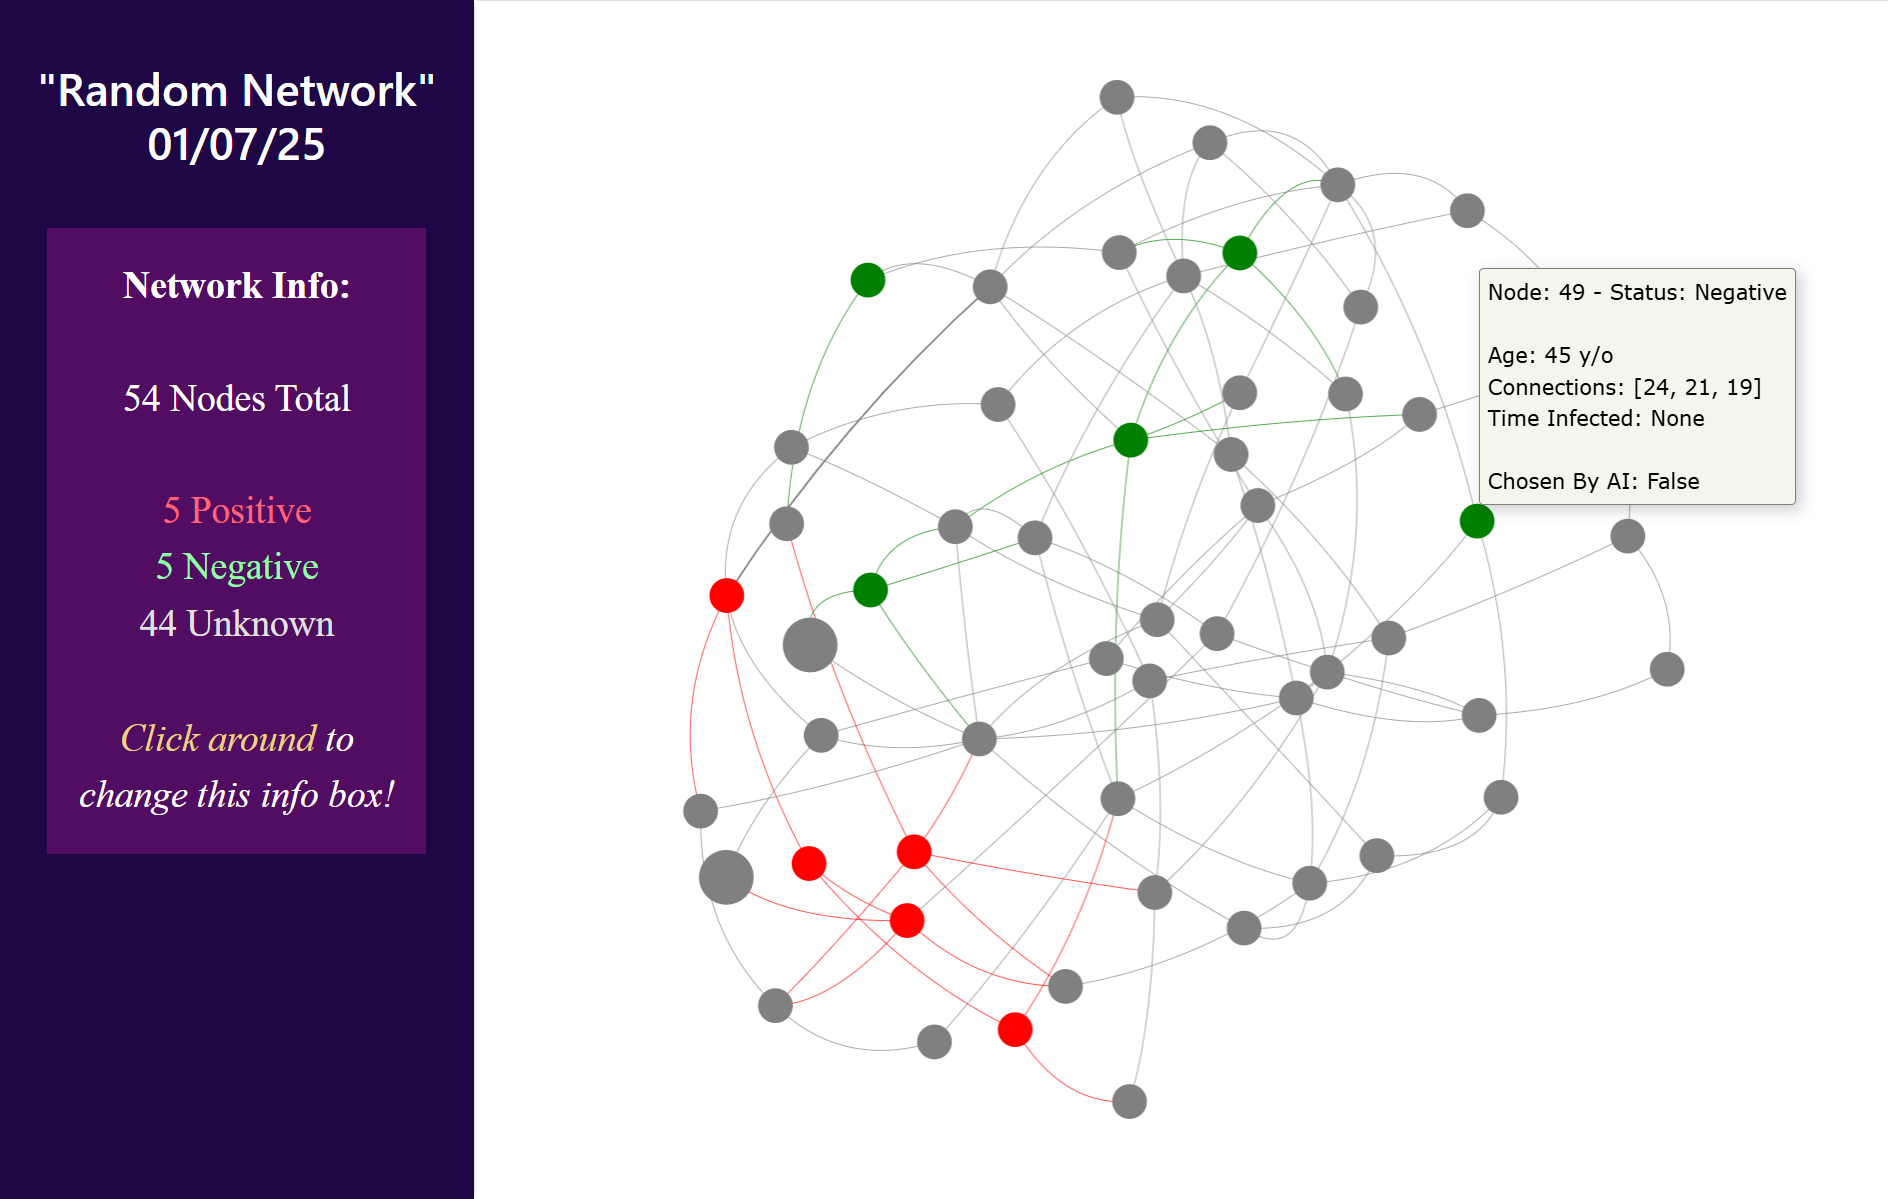 "Random Network"
01/07/25
Network Info:
54 Nodes Total
5 Positive
5 Negative
44 Unknown
Click around to
change this info box!
Node: 49 - Status: Negative
Age: 45 y/o
Connections: [24, 21, 19]
Time Infected: None
Chosen By AI: False